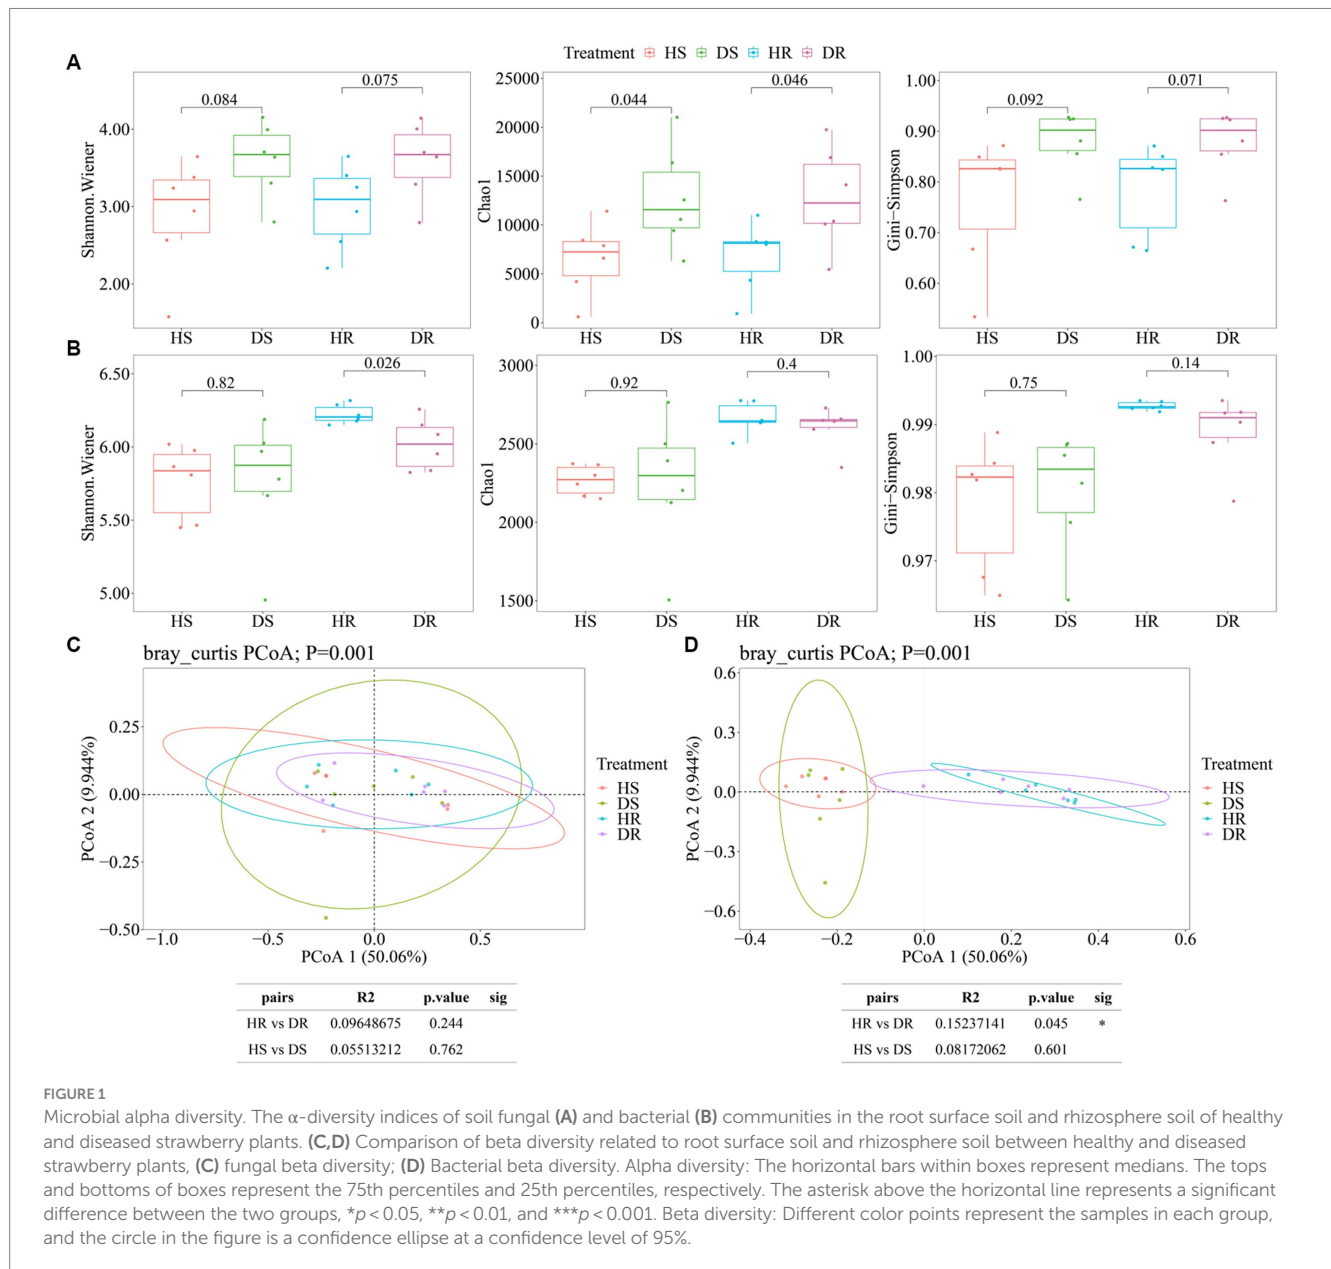 A
Treatment HS DS HR DR
Shannon.Wiener
4.00
3.00
2.00
0.084
0.075
HS DS HR DR
Chao1
25000
20000
15000
10000
5000
0
0.044
0.046
HS DS HR DR
Gini−Simpson
1.00
0.90
0.80
0.70
0.60
0.092
0.071
HS DS HR DR
B
Shannon.Wiener
6.50
6.00
5.50
5.00
0.82
0.026
HS DS HR DR
Chao1
3000
2500
2000
1500
0.92
0.4
HS DS HR DR
Gini−Simpson
1.00
0.99
0.98
0.97
0.75
0.14
HS DS HR DR
C
bray_curtis PCoA; P=0.001
PCoA 2 (9.944%)
0.25
0.00
−0.25
−0.50
−1.0 −0.5 0.0 0.5
PCoA 1 (50.06%)
Treatment
HS
DS
HR
DR
pairs R2 p.value sig
HR vs DR 0.09648675 0.244
HS vs DS 0.05513212 0.762
D
bray_curtis PCoA; P=0.001
PCoA 2 (9.944%)
0.6
0.3
0.0
−0.3
−0.6
−0.4 −0.2 0.0 0.2 0.4 0.6
PCoA 1 (50.06%)
Treatment
HS
DS
HR
DR
pairs R2 p.value sig
HR vs DR 0.15237141 0.045 *
HS vs DS 0.08172062 0.601
FIGURE 1
Microbial alpha diversity. The α-diversity indices of soil fungal (A) and bacterial (B) communities in the root surface soil and rhizosphere soil of healthy
and diseased strawberry plants. (C,D) Comparison of beta diversity related to root surface soil and rhizosphere soil between healthy and diseased
strawberry plants, (C) fungal beta diversity; (D) Bacterial beta diversity. Alpha diversity: The horizontal bars within boxes represent medians. The tops
and bottoms of boxes represent the 75th percentiles and 25th percentiles, respectively. The asterisk above the horizontal line represents a significant
difference between the two groups, *p < 0.05, **p < 0.01, and ***p < 0.001. Beta diversity: Different color points represent the samples in each group,
and the circle in the figure is a confidence ellipse at a confidence level of 95%.